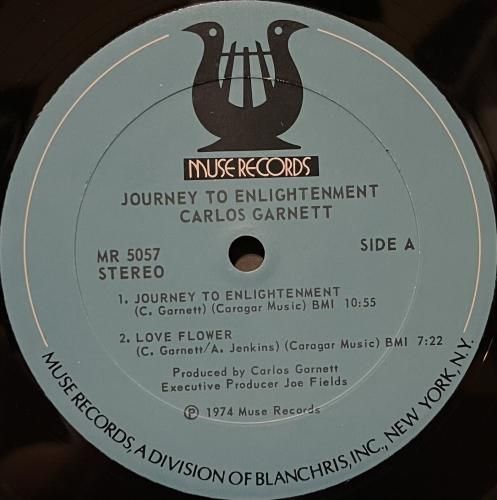 MUSE RECORDS
JOURNEY TO ENLIGHTENMENT
CARLOS GARNETT
MR 5057
STEREO
SIDE A
1. JOURNEY TO ENLIGHTENMENT
(C. Garnett) (Caragar Music) BMI 10:55
2. LOVE FLOWER
(C. Garnett/A. Jenkins) (Caragar Music) BMI 7:22
Produced by Carlos Garnett
Executive Producer Joe Fields
℗ 1974 Muse Records
MUSE RECORDS, A DIVISION OF BLANCHRIS, INC., NEW YORK, N.Y.